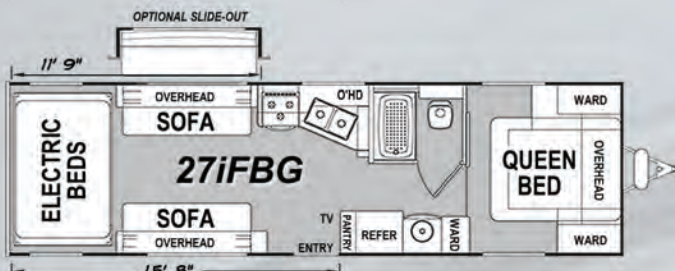 OPTIONAL SLIDE-OUT
11' 9"
ELECTRIC BEDS
OVERHEAD
SOFA
O'HD
WARD
27iFBG
QUEEN BED
OVERHEAD
SOFA
OVERHEAD
TV
ENTRY
PANTRY
REFER
WARD
WARD
15' 8"